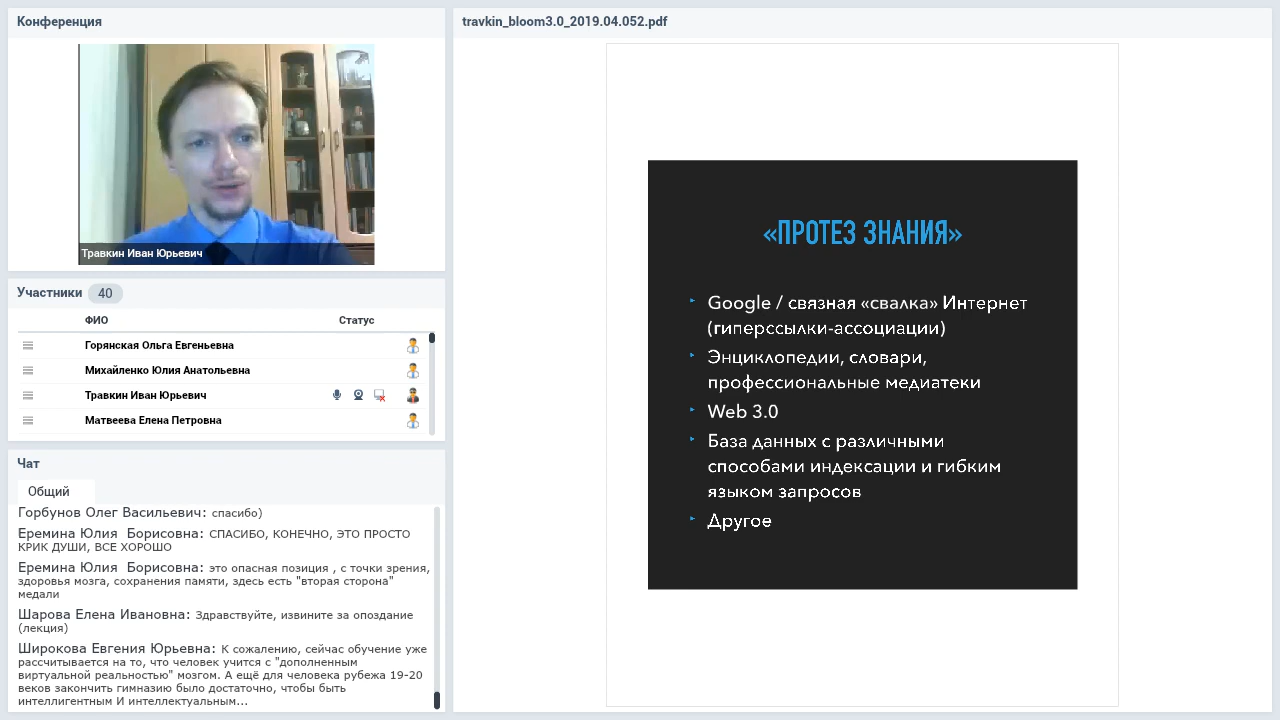 Конференция
Травкин Иван Юрьевич
Участники 40
ФИО Статус
Горянская Ольга Евгеньевна
Михайленко Юлия Анатольевна
Травкин Иван Юрьевич
Матвеева Елена Петровна
Чат
Общий
Горбунов Олег Васильевич: спасибо)
Еремина Юлия Борисовна: СПАСИБО, КОНЕЧНО, ЭТО ПРОСТО
КРИК ДУШИ, ВСЕ ХОРОШО
Еремина Юлия Борисовна: это опасная позиция , с точки зрения,
здоровья мозга, сохранения памяти, здесь есть "вторая сторона"
медали
Шарова Елена Ивановна: Здравствуйте, извините за опоздание
(лекция)
Широкова Евгения Юрьевна: К сожалению, сейчас обучение уже
рассчитывается на то, что человек учится с "дополненным
виртуальной реальностью" мозгом. А ещё для человека рубежа 19-20
веков закончить гимназию было достаточно, чтобы быть
интеллигентным И интеллектуальным...
travkin_bloom3.0_2019.04.052.pdf
«ПРОТЕЗ ЗНАНИЯ»
Google / связная «свалка» Интернет
(гиперссылки-ассоциации)
Энциклопедии, словари,
профессиональные медиатеки
Web 3.0
База данных с различными
способами индексации и гибким
языком запросов
Другое